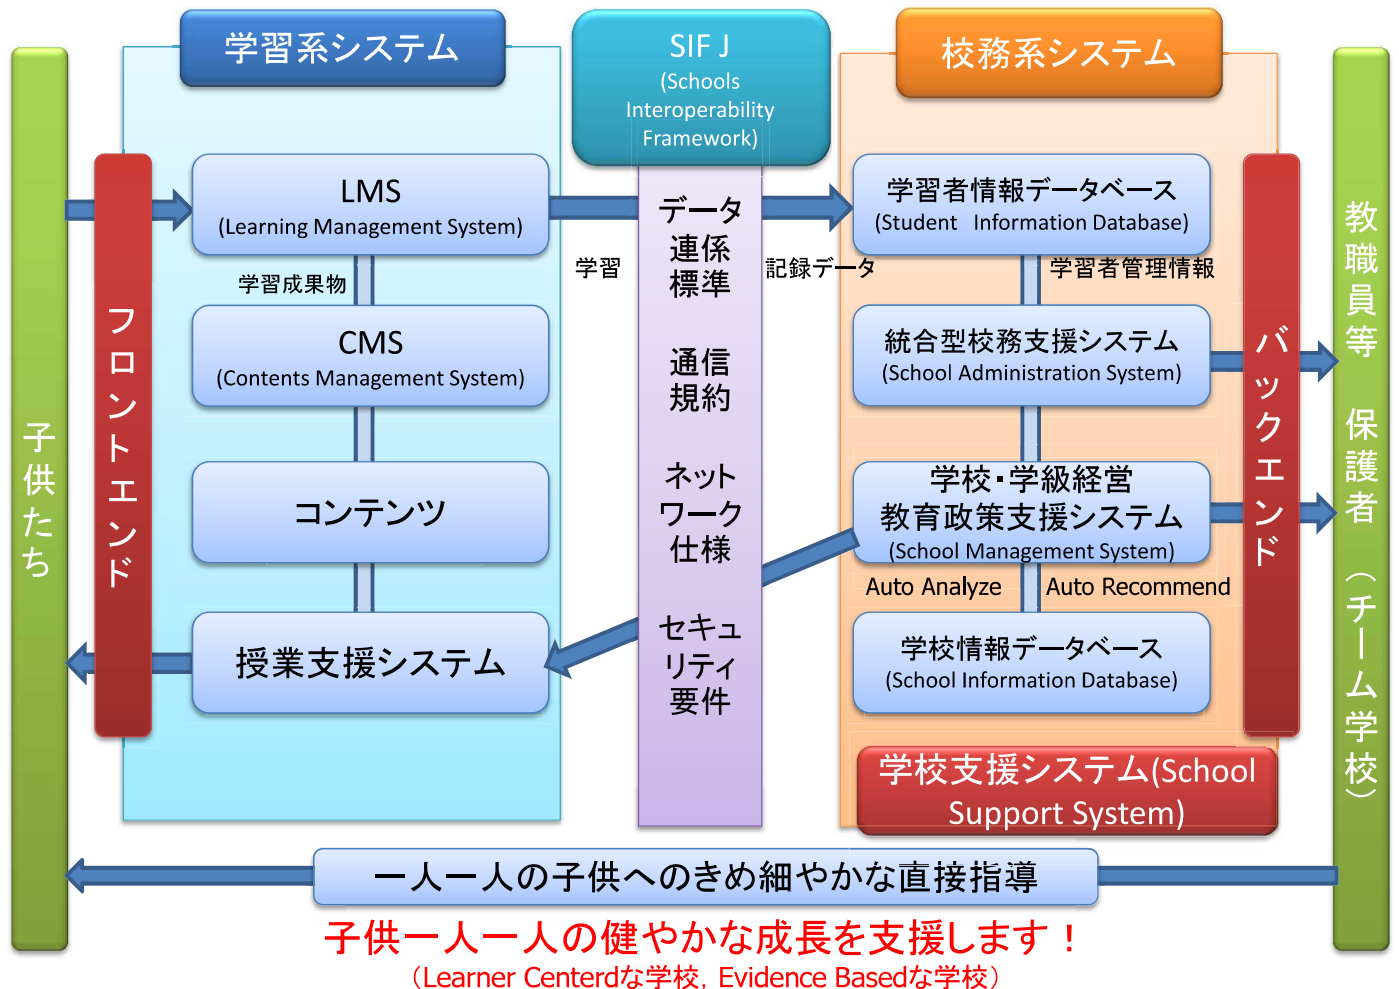 学習系システム
SIF J
(Schools
Interoperability
Framework)
校務系システム
子供たち
フロントエンド
LMS
(Learning Management System)
学習成果物
CMS
(Contents Management System)
コンテンツ
授業支援システム
学習
データ
連係
標準
通信
規約
ネット
ワーク
仕様
セキュ
リティ
要件
記録データ
学習者情報データベース
(Student Information Database)
学習者管理情報
統合型校務支援システム
(School Administration System)
学校・学級経営
教育政策支援システム
(School Management System)
Auto Analyze
Auto Recommend
学校情報データベース
(School Information Database)
バックエンド
教職員等 保護者 （チーム学校）
学校支援システム(School
Support System)
一人一人の子供へのきめ細やかな直接指導
子供一人一人の健やかな成長を支援します！
（Learner Centerdな学校, Evidence Basedな学校）